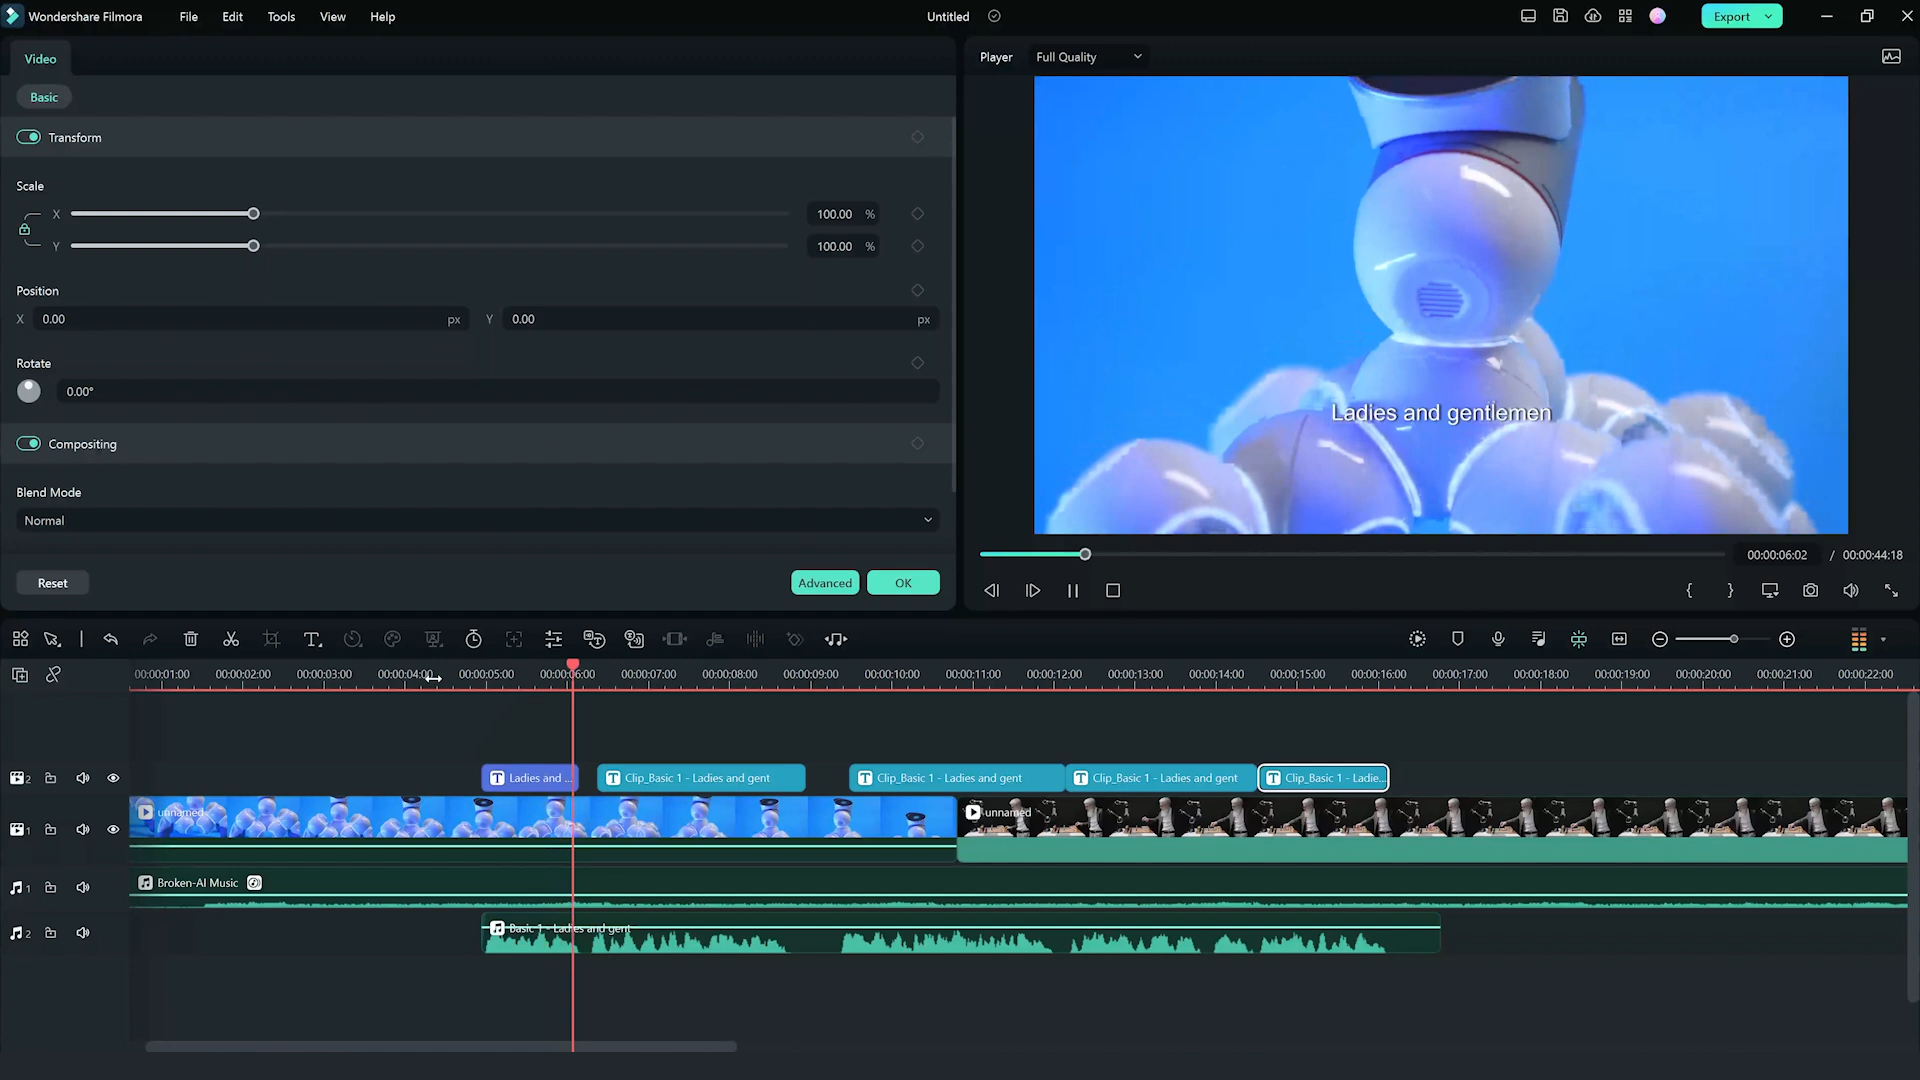 Wondershare Filmora
File
Edit
Tools
View
Help
Untitled
Export
Video
Basic
Transform
Scale
X
100.00 %
Y
100.00 %
Position
X 0.00 px
Y 0.00 px
Rotate
0.00°
Compositing
Blend Mode
Normal
Reset
Advanced
OK
Player
Full Quality
Ladies and gentlemen
00:00:06:02 / 00:00:44:18
00:00:01:00 00:00:02:00 00:00:03:00 00:00:04:00 00:00:05:00 00:00:06:00 00:00:07:00 00:00:08:00 00:00:09:00 00:00:10:00 00:00:11:00 00:00:12:00 00:00:13:00 00:00:14:00 00:00:15:00 00:00:16:00 00:00:17:00 00:00:18:00 00:00:19:00 00:00:20:00 00:00:21:00 00:00:22:00
2
T Ladies and ...
T Clip_Basic 1 - Ladies and gent
T Clip_Basic 1 - Ladies and gent
T Clip_Basic 1 - Ladies and gent
T Clip_Basic 1 - Ladie...
1
unnamed
unnamed
1
Broken-AI Music
2
Basic 1 - Ladies and gent